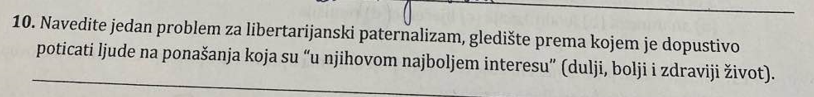 10. Navedite jedan problem za libertarijanski paternalizam, gledište prema kojem je dopustivo
poticati ljude na ponašanja koja su “u njihovom najboljem interesu” (dulji, bolji i zdraviji život).